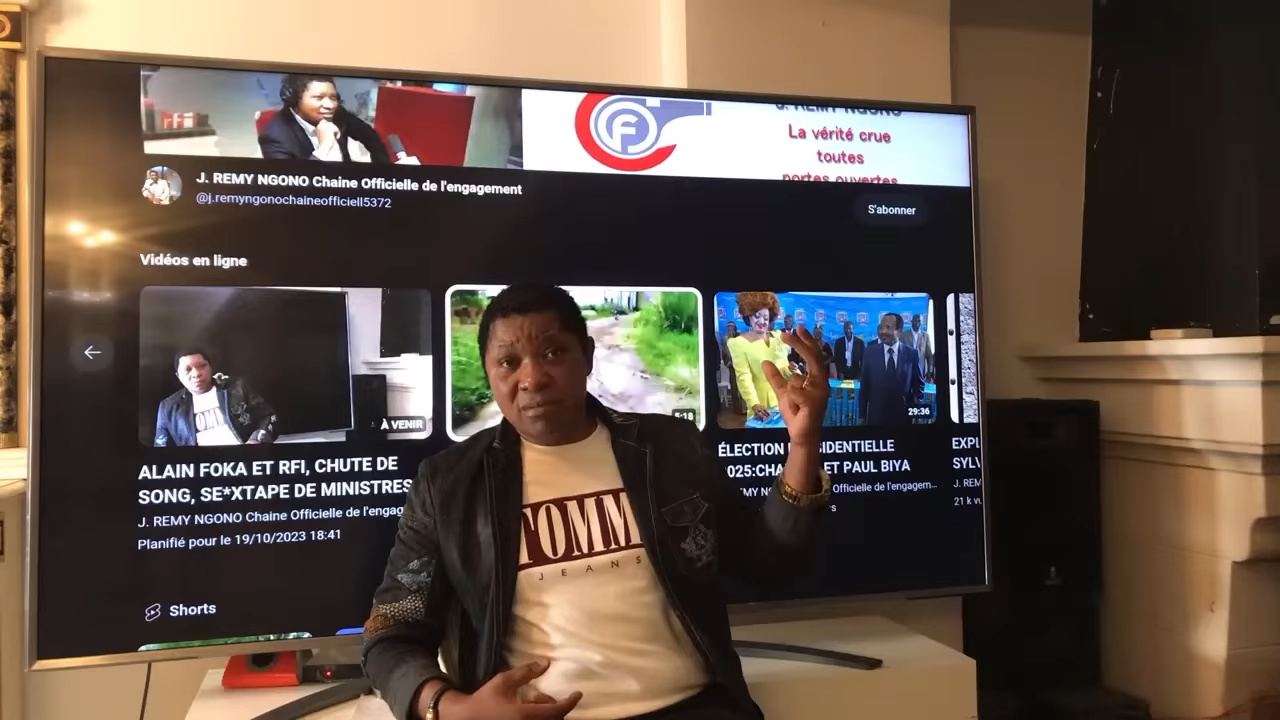 J. REMY NGONO
La vérité crue
toutes
portes ouvertes
J. REMY NGONO Chaine Officielle de l'engagement
@j.remyngonochaineofficiell5372
S'abonner
Vidéos en ligne
À VENIR
5:18
29:36
ALAIN FOKA ET RFI, CHUTE DE
SONG, SE*XTAPE DE MINISTRES
J. REMY NGONO Chaine Officielle de l'engag
Planifié pour le 19/10/2023 18:41
ÉLECTION
ET PAUL BIYA
Officielle de l'engagem...
EXPL
SYLV
J. REM
21 k vu
TOMM
JEANS
Shorts